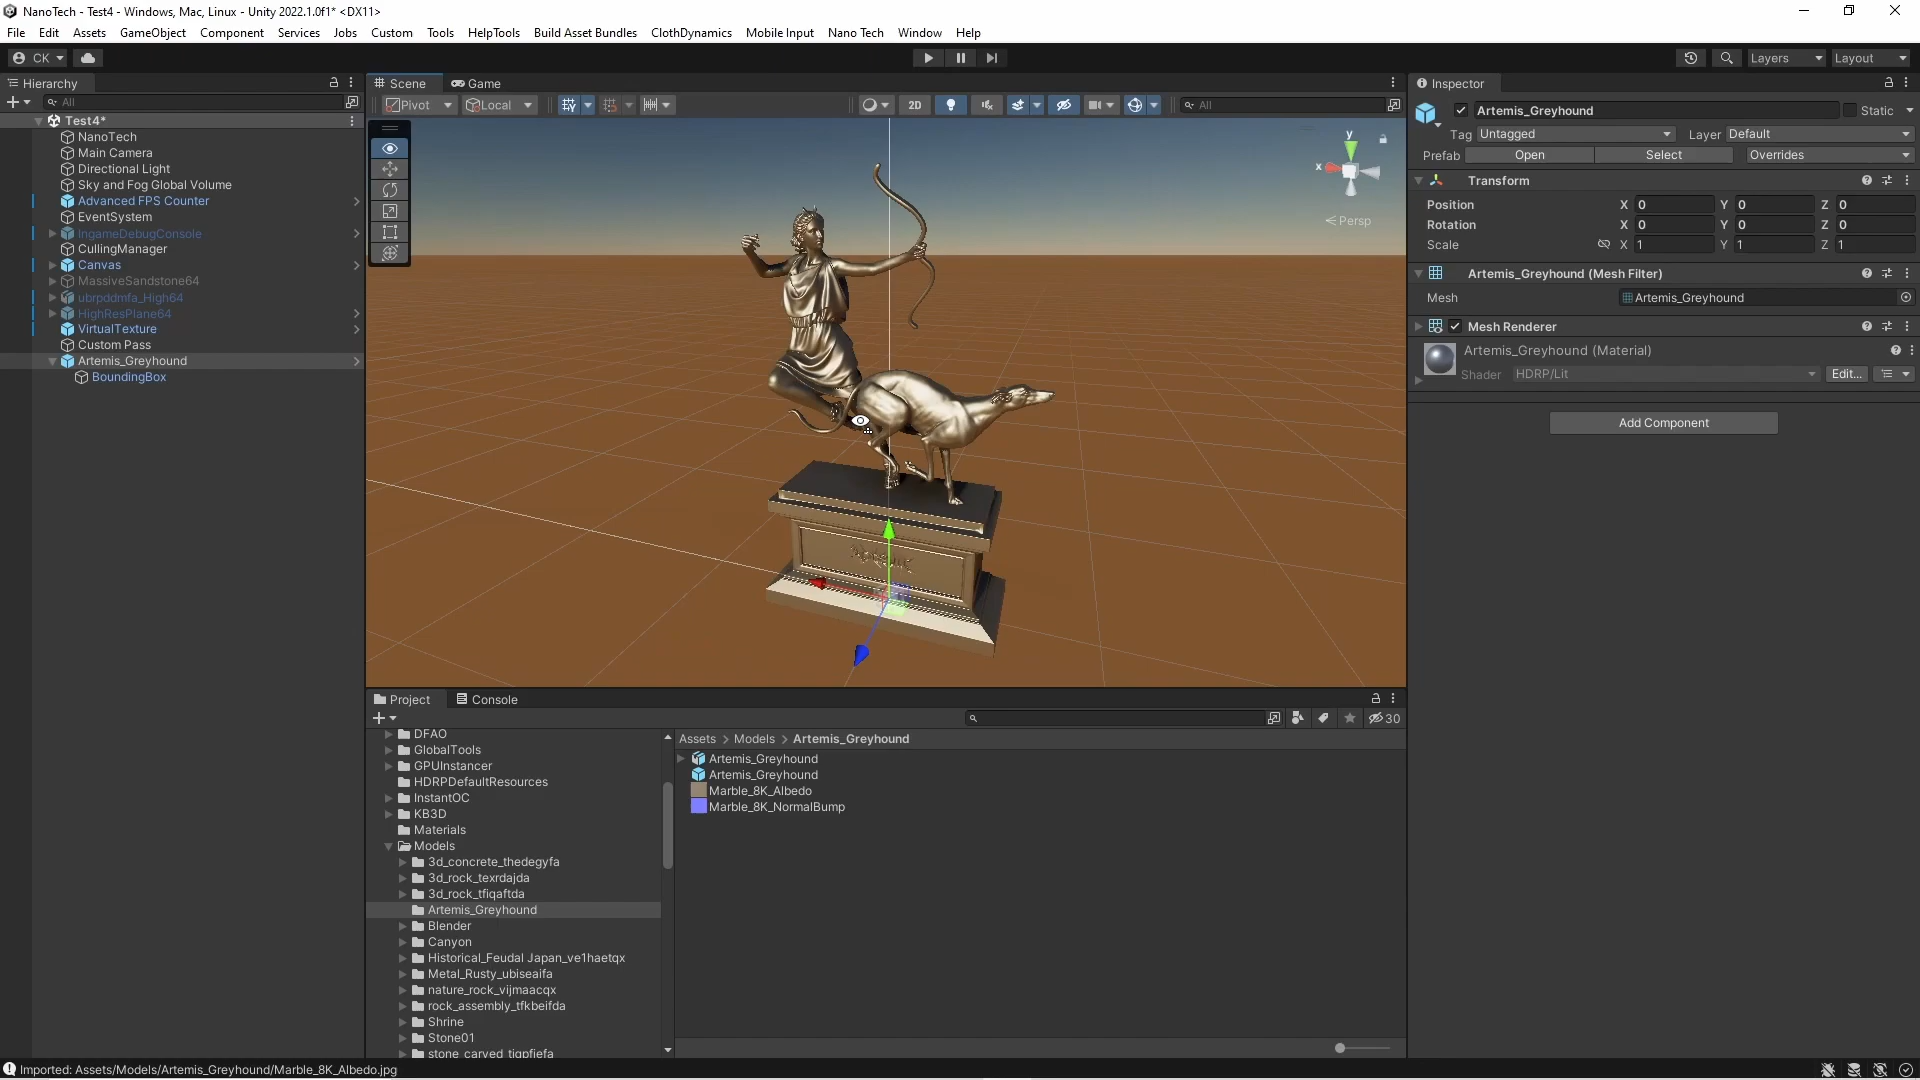 NanoTech - Test4 - Windows, Mac, Linux - Unity 2022.1.0f1* <DX11>
File Edit Assets GameObject Component Services Jobs Custom Tools HelpTools Build Asset Bundles ClothDynamics Mobile Input Nano Tech Window Help
CK
Layers
Layout
Hierarchy
All
Test4*
NanoTech
Main Camera
Directional Light
Sky and Fog Global Volume
Advanced FPS Counter
EventSystem
IngameDebugConsole
CullingManager
Canvas
MassiveSandstone64
ubrpddmfa_High64
HighResPlane64
VirtualTexture
Custom Pass
Artemis_Greyhound
BoundingBox
Scene
Game
Pivot
Local
2D
All
y
x
Persp
Inspector
Artemis_Greyhound
Static
Tag Untagged
Layer Default
Prefab Open Select Overrides
Transform
Position X 0 Y 0 Z 0
Rotation X 0 Y 0 Z 0
Scale X 1 Y 1 Z 1
Artemis_Greyhound (Mesh Filter)
Mesh Artemis_Greyhound
Mesh Renderer
Artemis_Greyhound (Material)
Shader HDRP/Lit Edit...
Add Component
Project
Console
30
DFAO
GlobalTools
GPUInstancer
HDRPDefaultResources
InstantOC
KB3D
Materials
Models
3d_concrete_thedegyfa
3d_rock_texrdajda
3d_rock_tfiqaftda
Artemis_Greyhound
Blender
Canyon
Historical_Feudal Japan_ve1haetqx
Metal_Rusty_ubiseaifa
nature_rock_vijmaacqx
rock_assembly_tfkbeifda
Shrine
Stone01
stone_carved_tiqpfiefa
Assets > Models > Artemis_Greyhound
Artemis_Greyhound
Artemis_Greyhound
Marble_8K_Albedo
Marble_8K_NormalBump
Imported: Assets/Models/Artemis_Greyhound/Marble_8K_Albedo.jpg